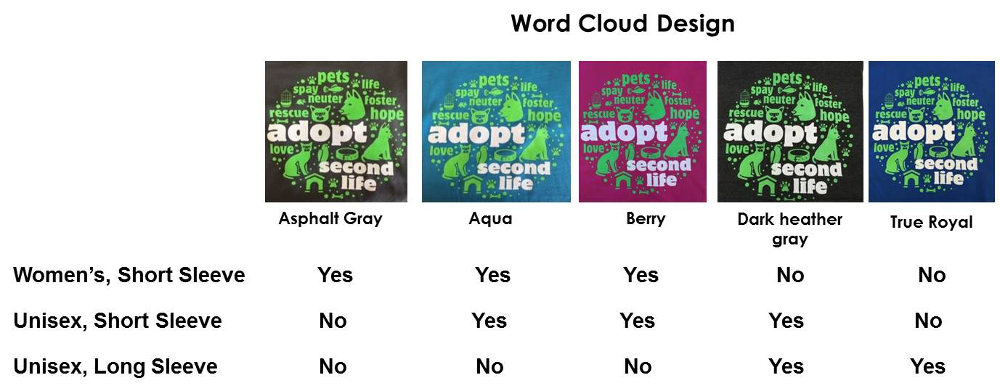 Word Cloud Design
pets
life
spay
neuter
foster
rescue
hope
adopt
love
second
life
pets
life
spay
neuter
foster
rescue
hope
adopt
love
second
life
pets
life
spay
neuter
foster
rescue
hope
adopt
love
second
life
pets
life
spay
neuter
foster
rescue
hope
adopt
love
second
life
pets
life
spay
neuter
foster
rescue
hope
adopt
love
second
life
Asphalt Gray Aqua Berry Dark heather gray True Royal
Women’s, Short Sleeve Yes Yes Yes No No
Unisex, Short Sleeve No Yes Yes Yes No
Unisex, Long Sleeve No No No Yes Yes